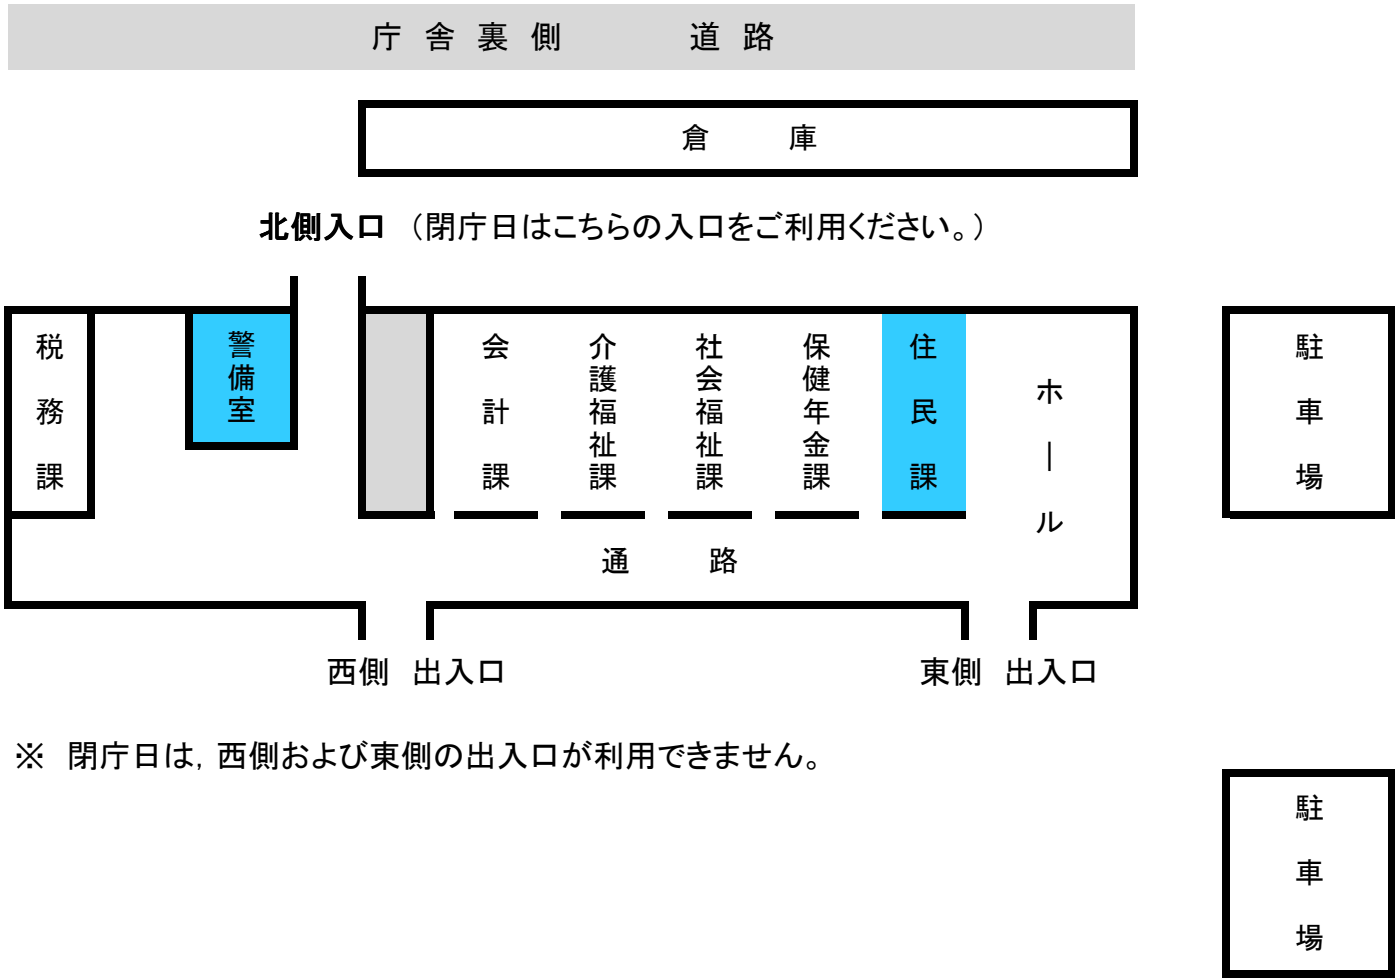 庁舎裏側　道路
倉庫
北側入口　（閉庁日はこちらの入口をご利用ください。）
税務課
警備室
会計課
介護福祉課
社会福祉課
保健年金課
住民課
ホール
駐車場
通路
西側　出入口
東側　出入口
※　閉庁日は，西側および東側の出入口が利用できません。
駐車場